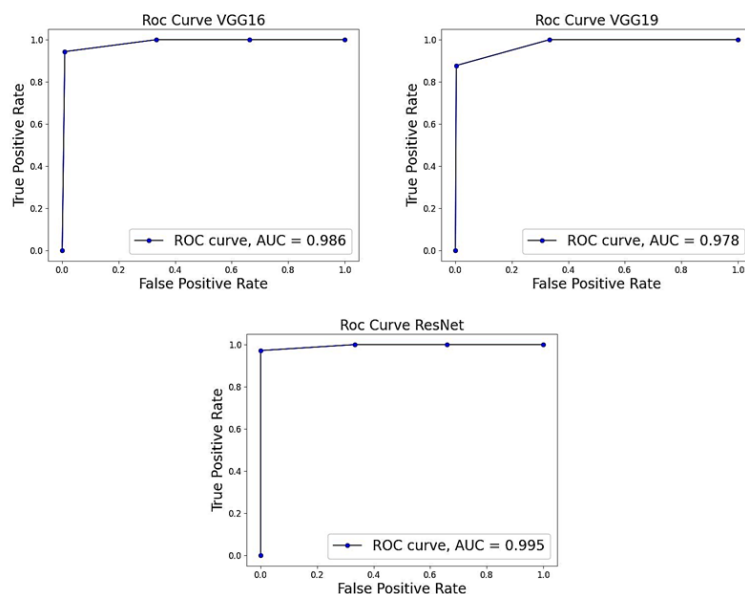 Roc Curve VGG16
True Positive Rate
1.0
0.8
0.6
0.4
0.2
0.0
ROC curve, AUC = 0.986
0.0 0.2 0.4 0.6 0.8 1.0
False Positive Rate
Roc Curve VGG19
True Positive Rate
1.0
0.8
0.6
0.4
0.2
0.0
ROC curve, AUC = 0.978
0.0 0.2 0.4 0.6 0.8 1.0
False Positive Rate
Roc Curve ResNet
True Positive Rate
1.0
0.8
0.6
0.4
0.2
0.0
ROC curve, AUC = 0.995
0.0 0.2 0.4 0.6 0.8 1.0
False Positive Rate